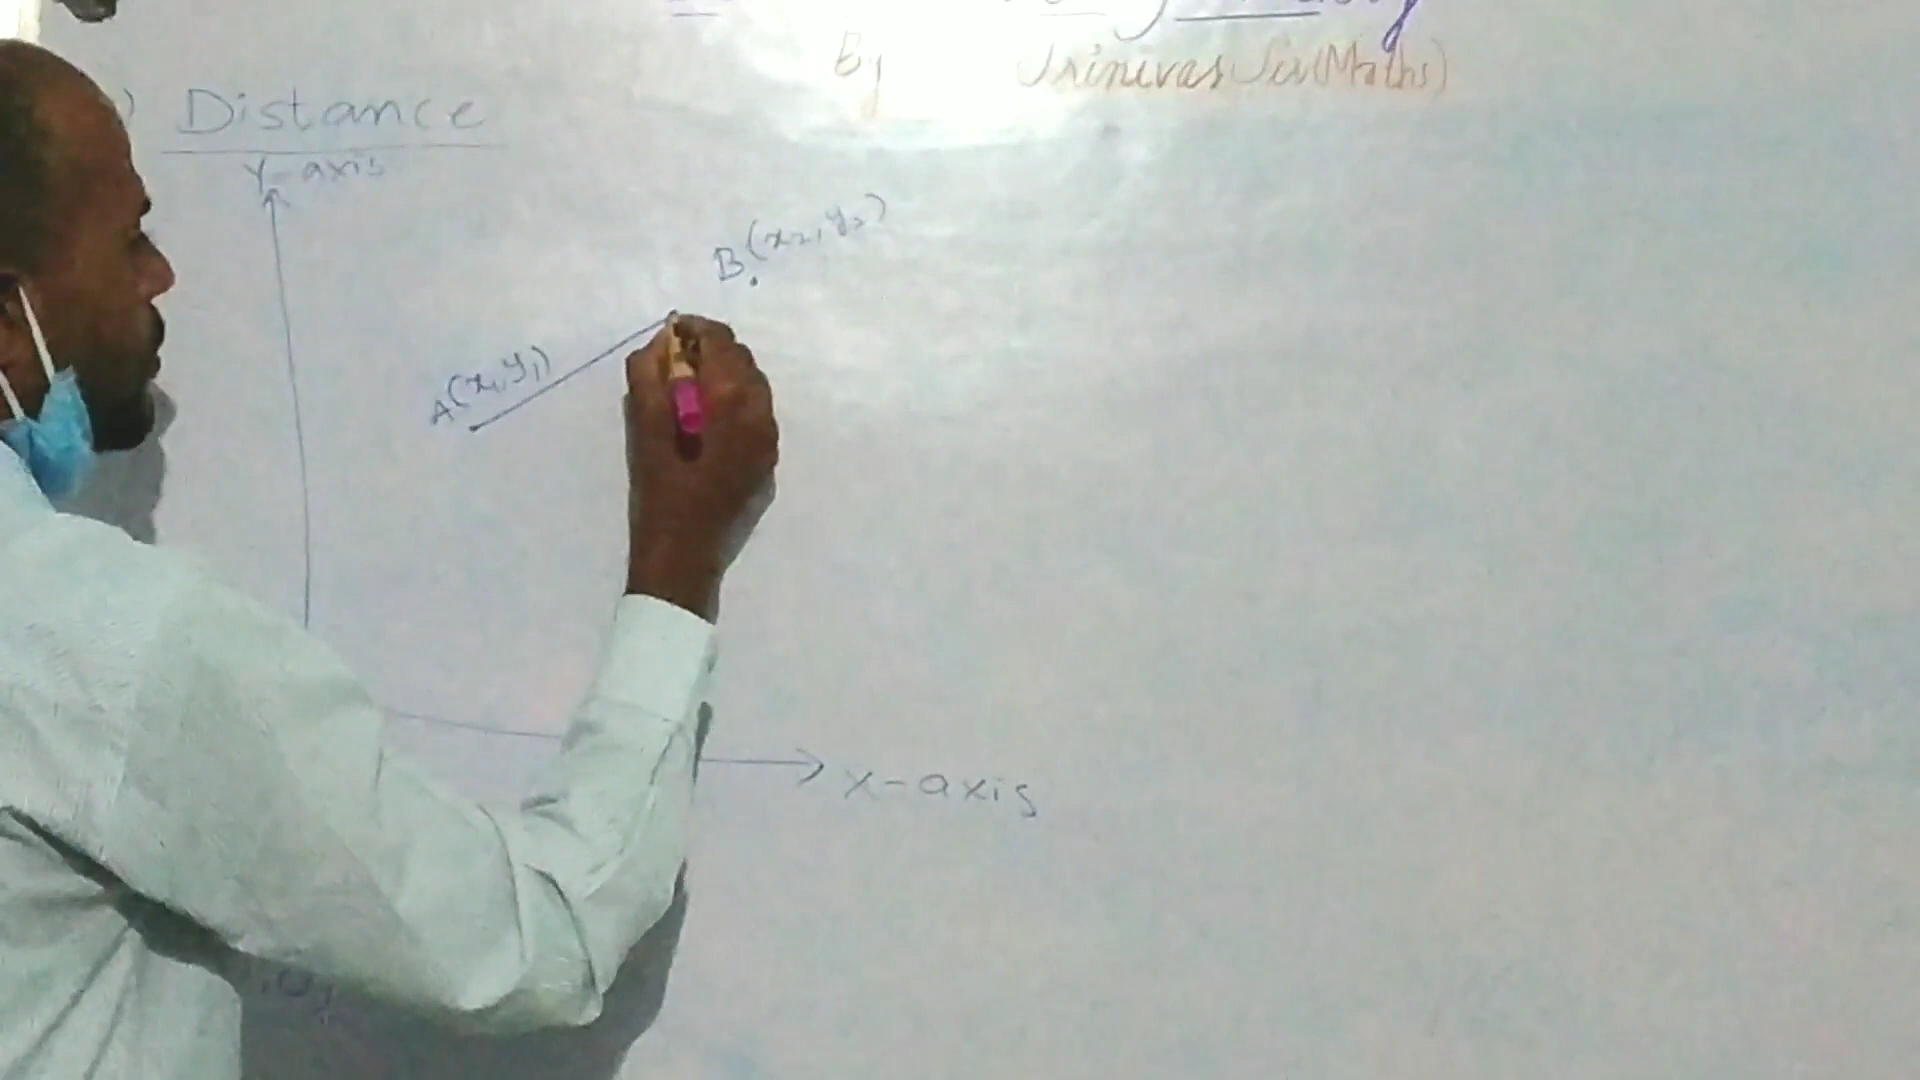 By Srinivas Sir(Maths)
) Distance
Y-axis
B(x₂,y₂)
A(x₁,y₁)
x-axis